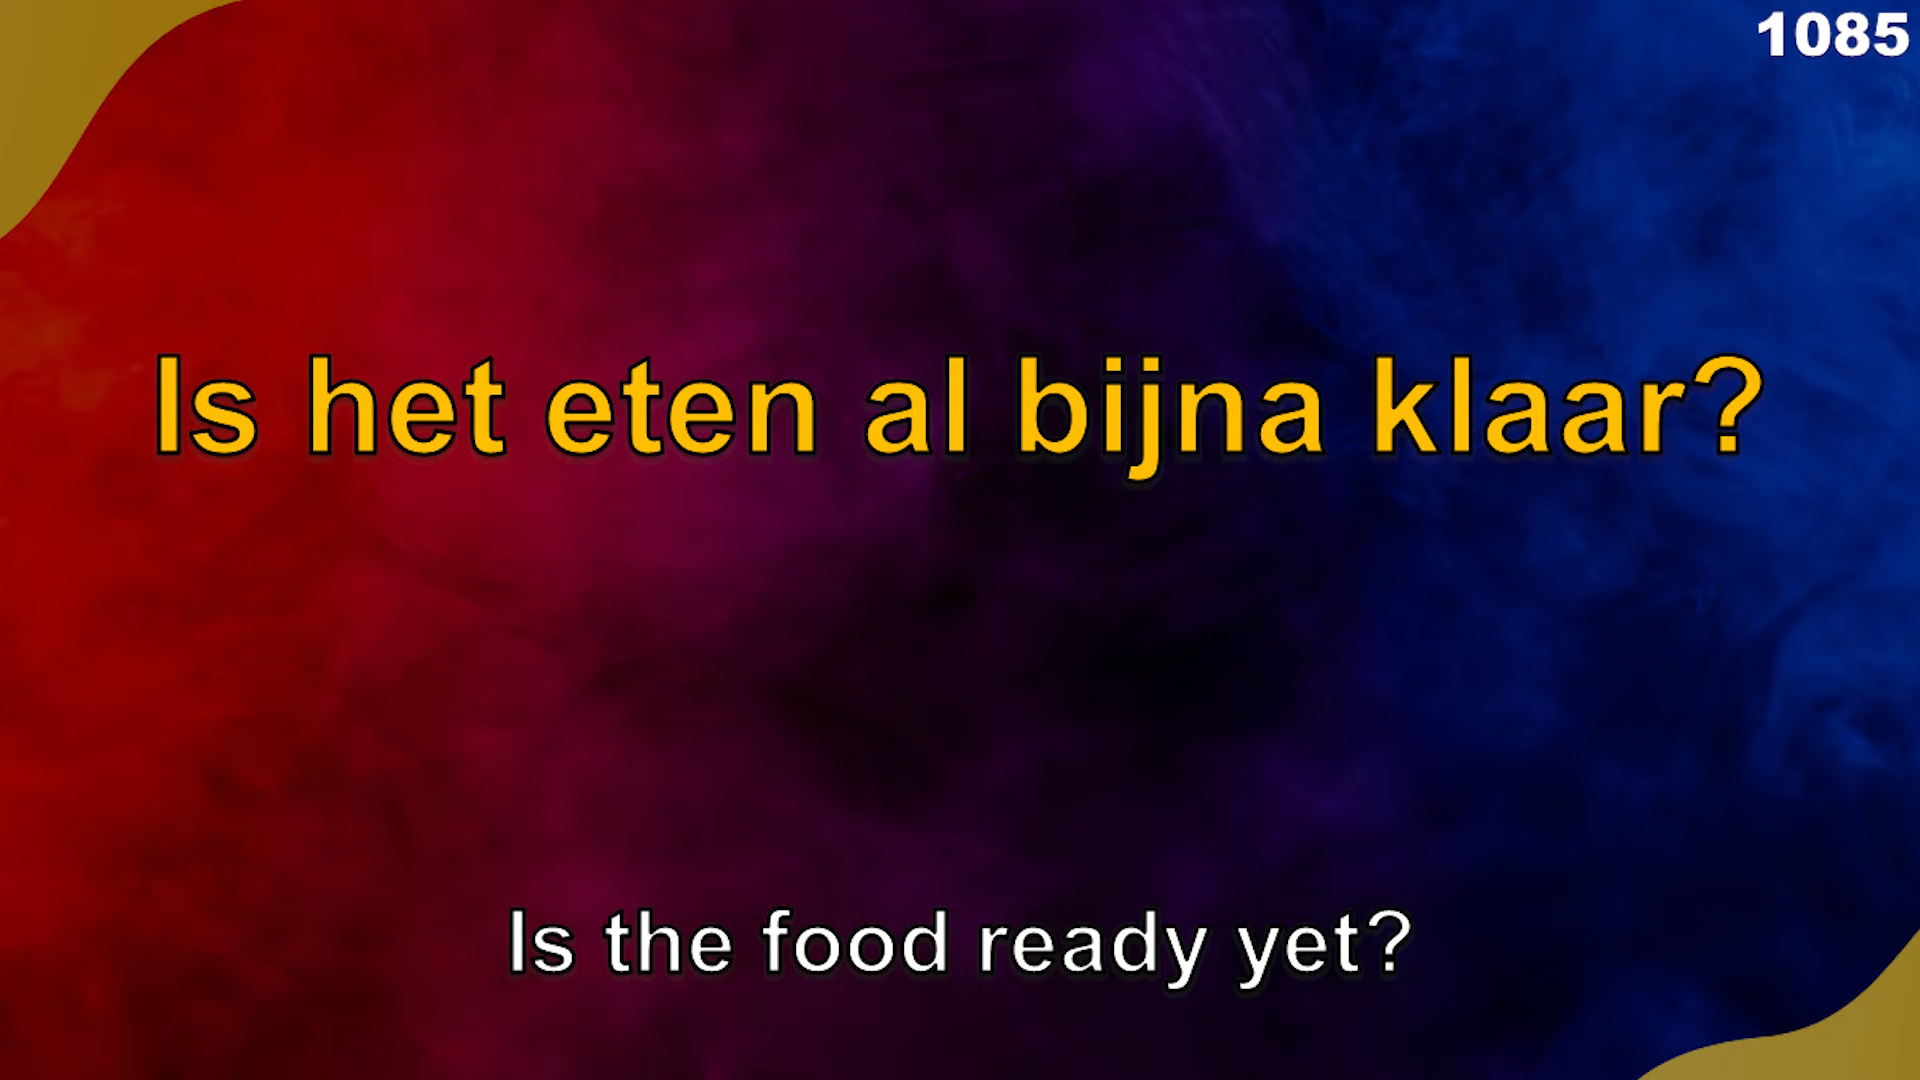 1085
Is het eten al bijna klaar?
Is the food ready yet?